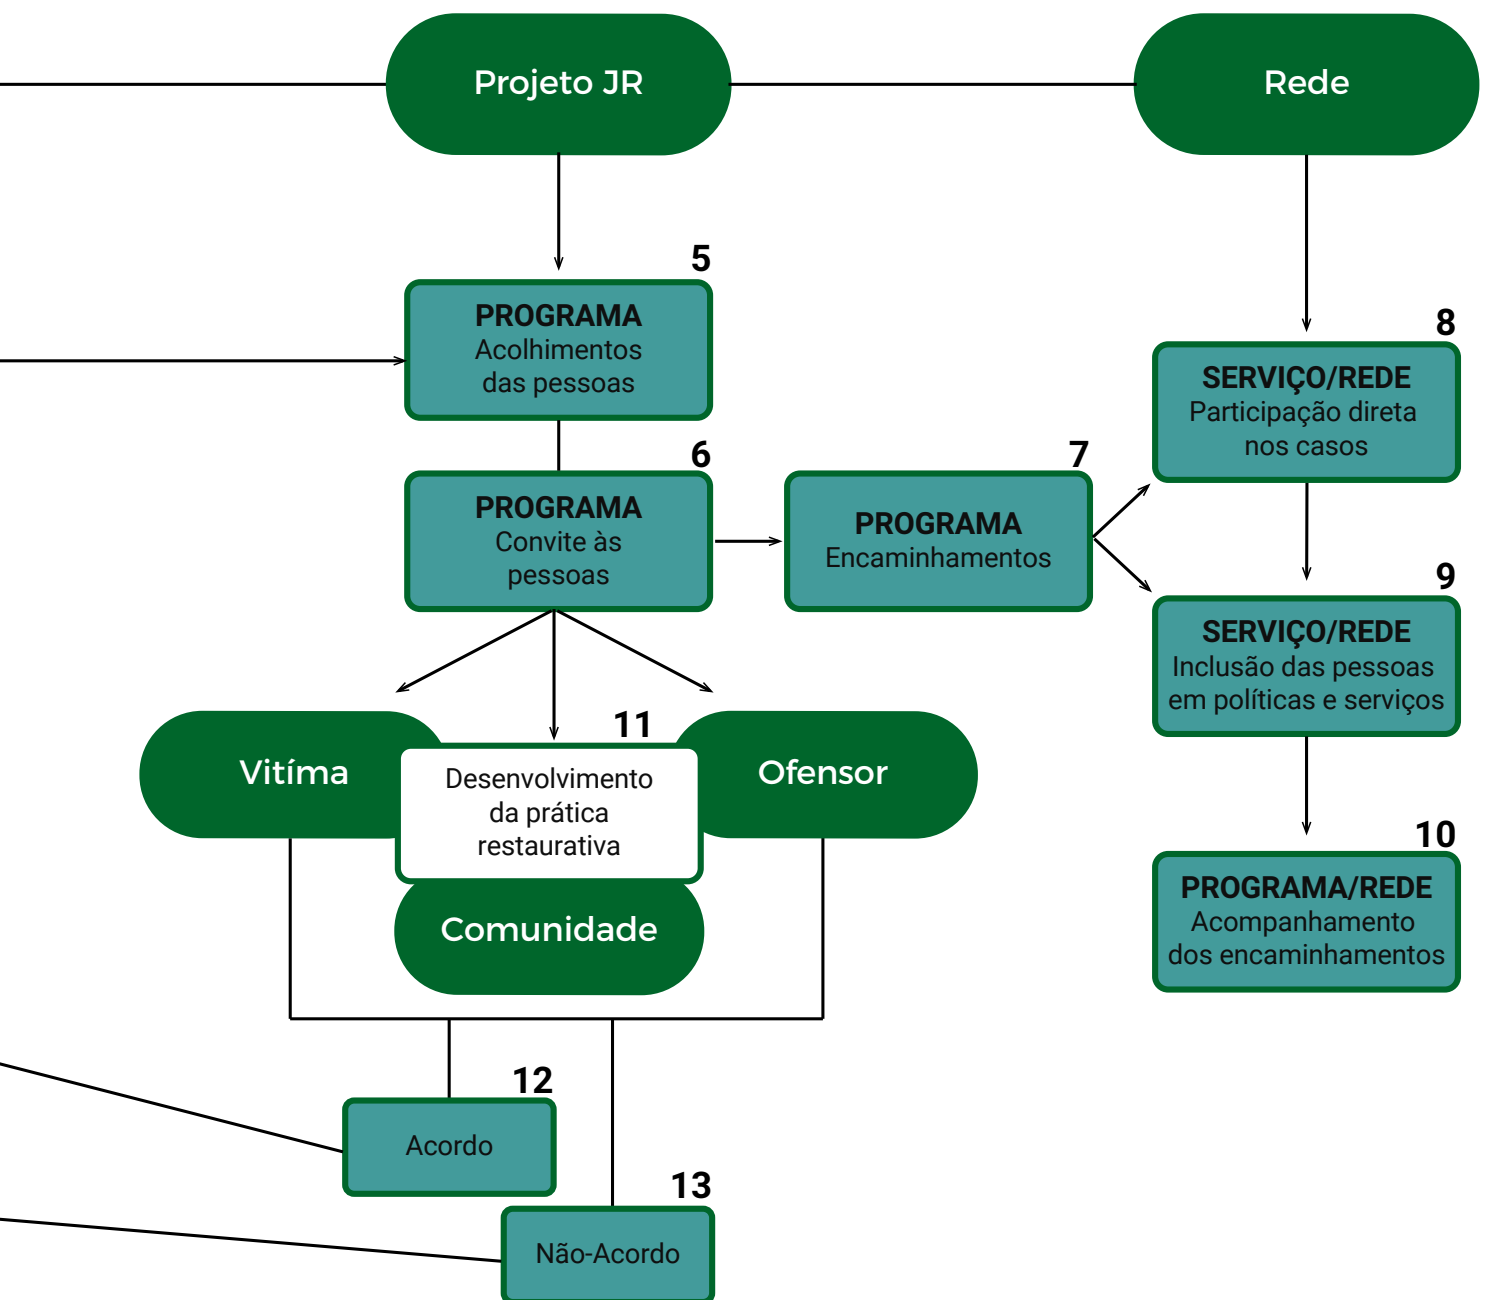 Projeto JR
Rede
5
PROGRAMA
Acolhimentos
das pessoas
6
PROGRAMA
Convite às
pessoas
7
PROGRAMA
Encaminhamentos
8
SERVIÇO/REDE
Participação direta
nos casos
9
SERVIÇO/REDE
Inclusão das pessoas
em políticas e serviços
10
PROGRAMA/REDE
Acompanhamento
dos encaminhamentos
Vitíma
11
Desenvolvimento
da prática
restaurativa
Ofensor
Comunidade
12
Acordo
13
Não-Acordo